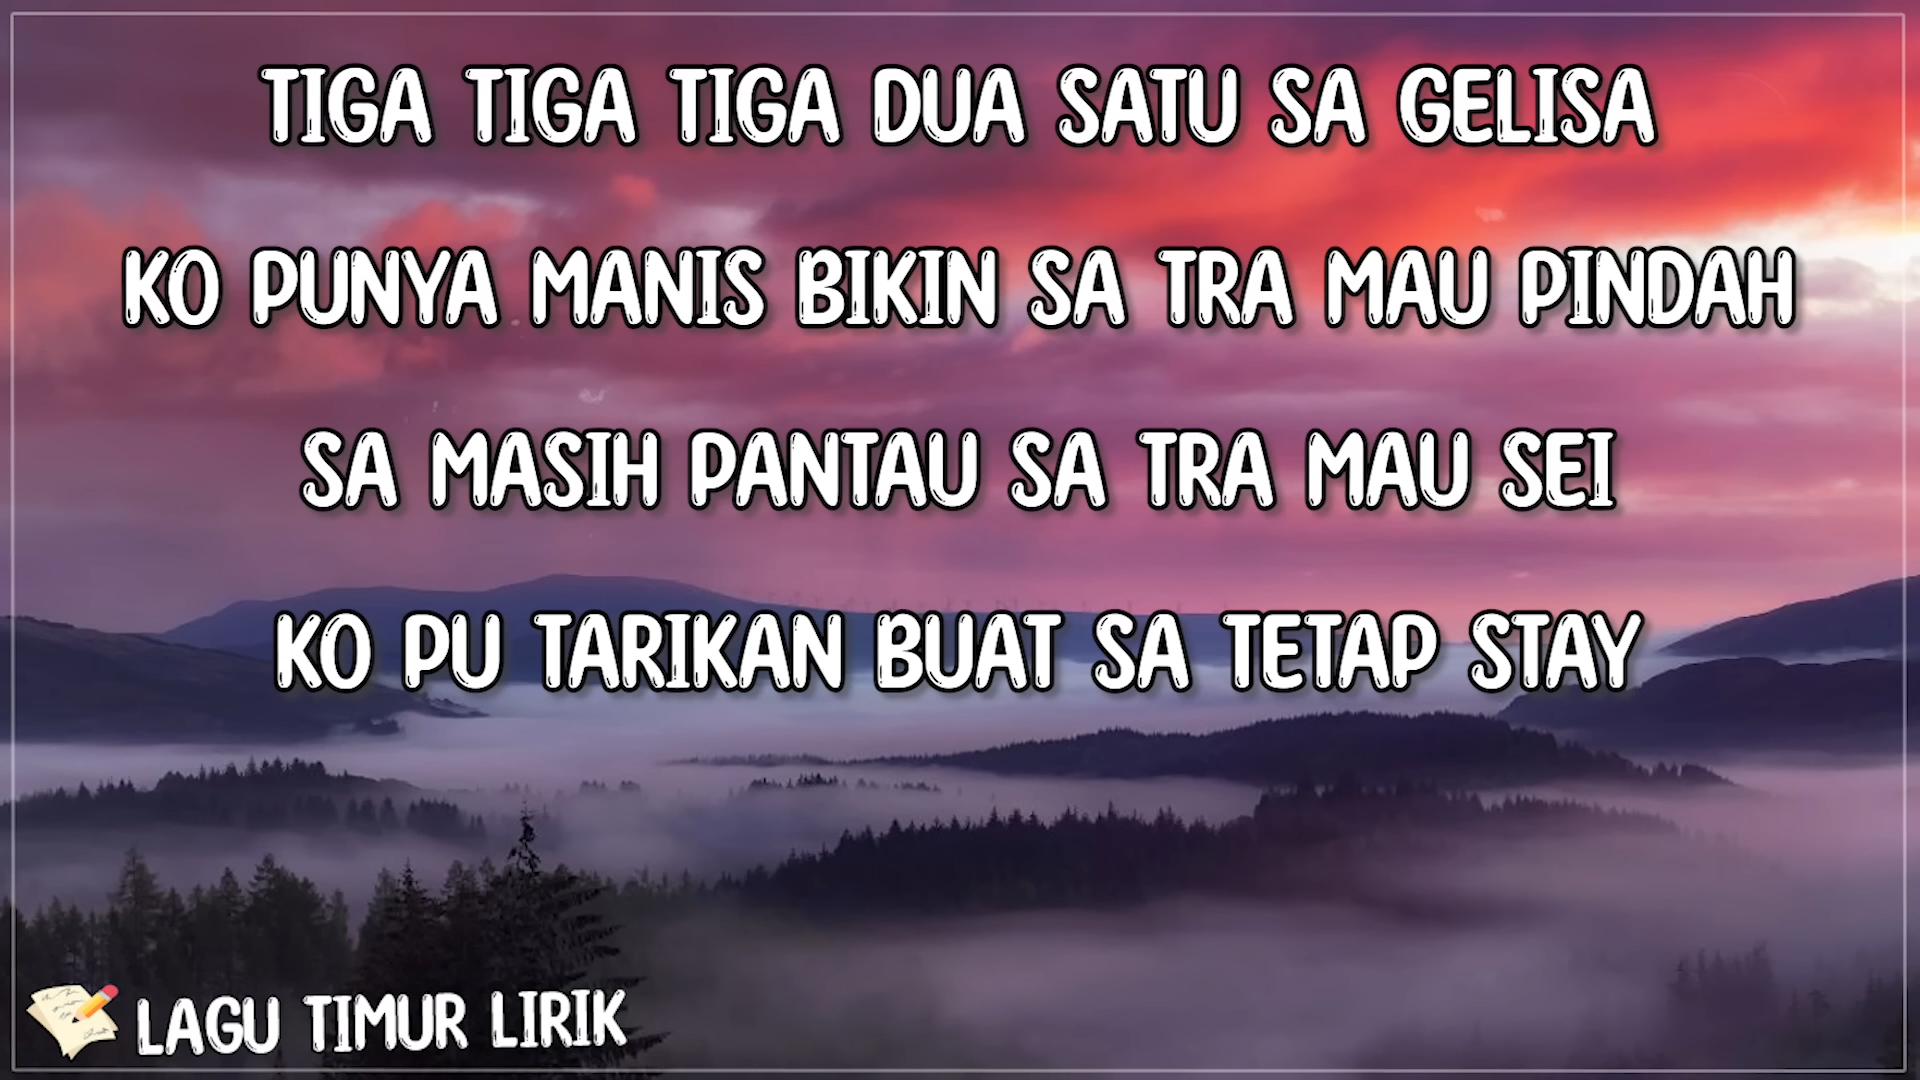 TIGA TIGA TIGA DUA SATU SA GELISA
KO PUNYA MANIS BIKIN SA TRA MAU PINDAH
SA MASIH PANTAU SA TRA MAU SEI
KO PU TARIKAN BUAT SA TETAP STAY
LAGU TIMUR LIRIK